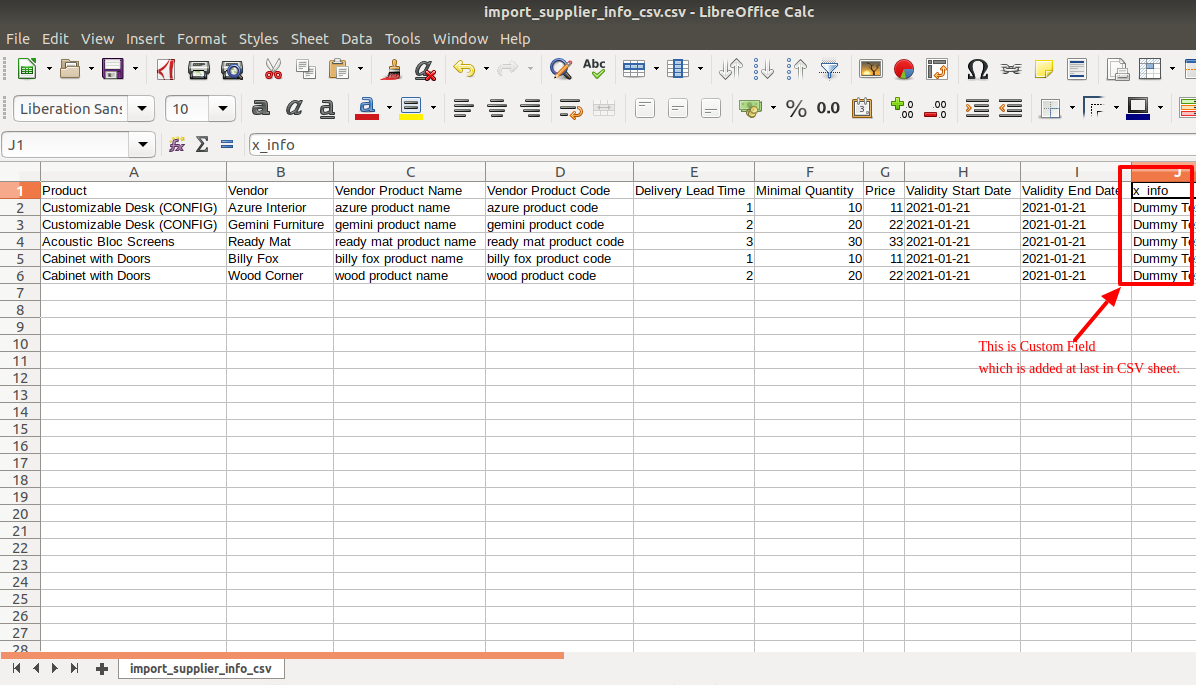 import_supplier_info_csv.csv - LibreOffice Calc
File Edit View Insert Format Styles Sheet Data Tools Window Help
Abc
Liberation Sans 10 a a a a % 0.0 3 .00 .00
J1 fx Σ = x_info
A B C D E F G H I J
1 Product Vendor Vendor Product Name Vendor Product Code Delivery Lead Time Minimal Quantity Price Validity Start Date Validity End Date x_info
2 Customizable Desk (CONFIG) Azure Interior azure product name azure product code 1 10 11 2021-01-21 2021-01-21 Dummy Te
3 Customizable Desk (CONFIG) Gemini Furniture gemini product name gemini product code 2 20 22 2021-01-21 2021-01-21 Dummy Te
4 Acoustic Bloc Screens Ready Mat ready mat product name ready mat product code 3 30 33 2021-01-21 2021-01-21 Dummy Te
5 Cabinet with Doors Billy Fox billy fox product name billy fox product code 1 10 11 2021-01-21 2021-01-21 Dummy Te
6 Cabinet with Doors Wood Corner wood product name wood product code 2 20 22 2021-01-21 2021-01-21 Dummy Te
7
8
9
10
This is Custom Field
11
which is added at last in CSV sheet.
12
13
14
15
16
17
18
19
20
21
22
23
24
25
26
27
28
import_supplier_info_csv